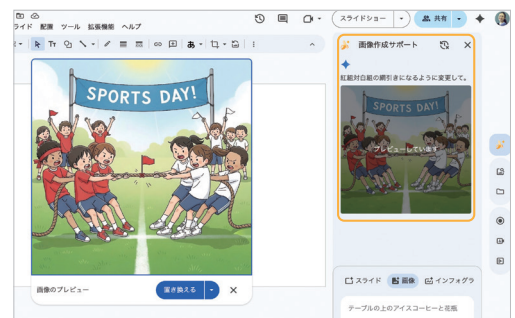 ライド 配置 ツール 拡張機能 ヘルプ
スライドショー
共有
Tт
あ
画像作成サポート
紅組対白組の綱引きになるように変更して。
SPORTS DAY!
SPORTS DAY!
プレビューしています
画像のプレビュー
置き換える
スライド 画像 インフォグラ
テーブルの上のアイスコーヒーと花瓶